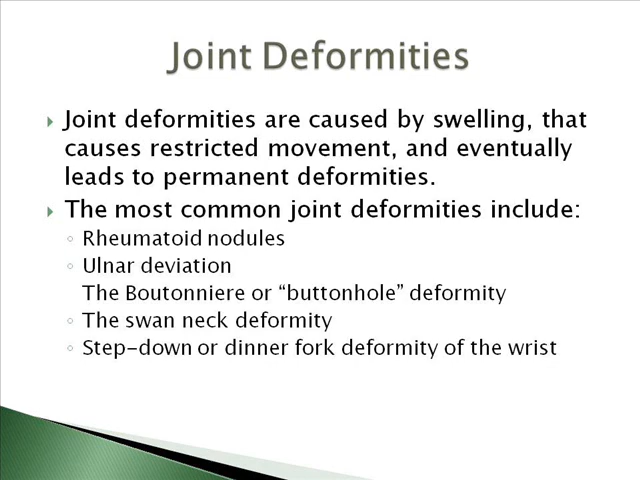 Joint Deformities
Joint deformities are caused by swelling, that
causes restricted movement, and eventually
leads to permanent deformities.
The most common joint deformities include:
Rheumatoid nodules
Ulnar deviation
The Boutonniere or “buttonhole” deformity
The swan neck deformity
Step-down or dinner fork deformity of the wrist